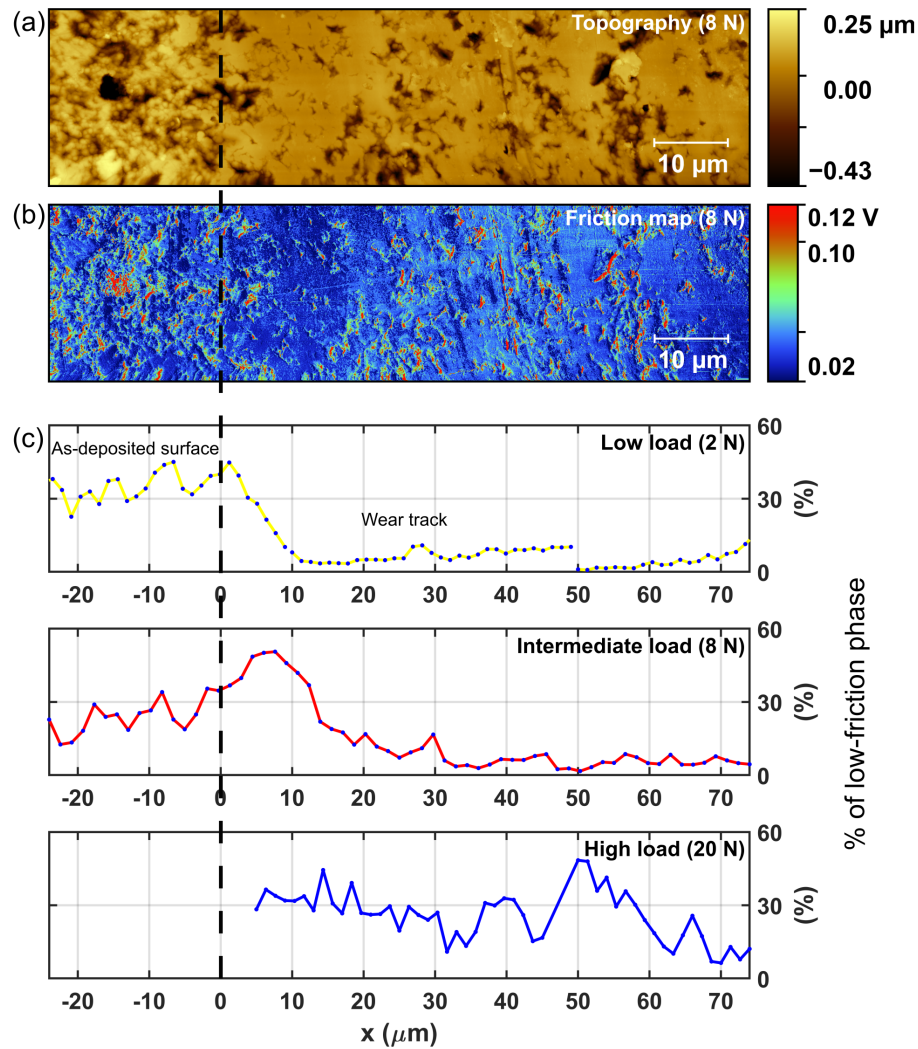 (a)
Topography (8 N)
0.25 µm
0.00
−0.43
10 µm
(b)
Friction map (8 N)
0.12 V
0.10
0.02
10 µm
(c)
As-deposited surface
Low load (2 N)
Wear track
60
30
0
(%)
-20 -10 0 10 20 30 40 50 60 70
Intermediate load (8 N)
60
30
0
(%)
-20 -10 0 10 20 30 40 50 60 70
High load (20 N)
60
30
0
(%)
-20 -10 0 10 20 30 40 50 60 70
x (µm)
% of low-friction phase